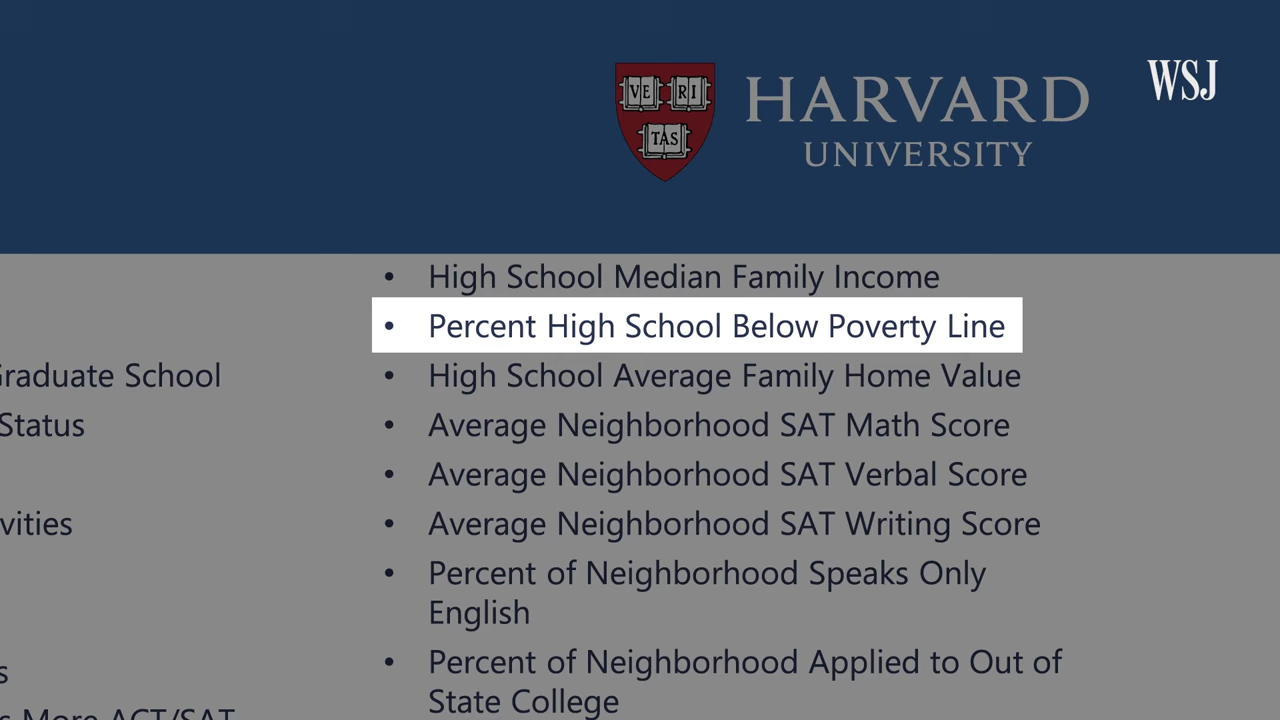 WSJ
VE RI
TAS
HARVARD
UNIVERSITY
• High School Median Family Income
• Percent High School Below Poverty Line
Graduate School
• High School Average Family Home Value
Status
• Average Neighborhood SAT Math Score
• Average Neighborhood SAT Verbal Score
vities
• Average Neighborhood SAT Writing Score
• Percent of Neighborhood Speaks Only
English
• Percent of Neighborhood Applied to Out of
State College
s
s More ACT/SAT